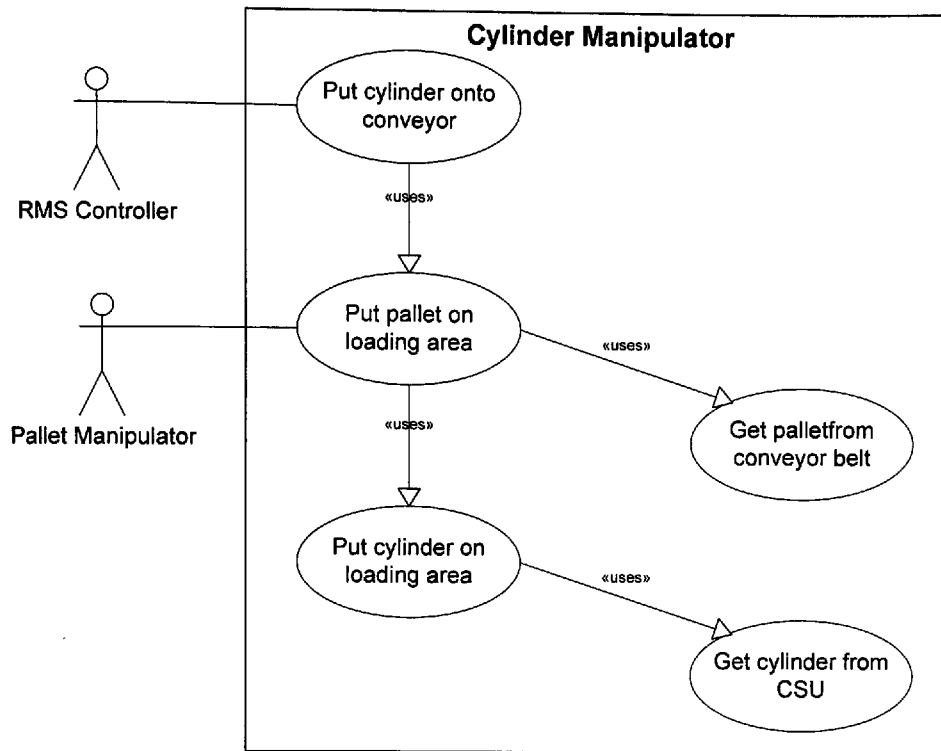 Cylinder Manipulator
Put cylinder onto
conveyor
RMS Controller
«uses»
Put pallet on
loading area
Pallet Manipulator
«uses»
«uses»
Get palletfrom
conveyor belt
Put cylinder on
loading area
«uses»
Get cylinder from
CSU